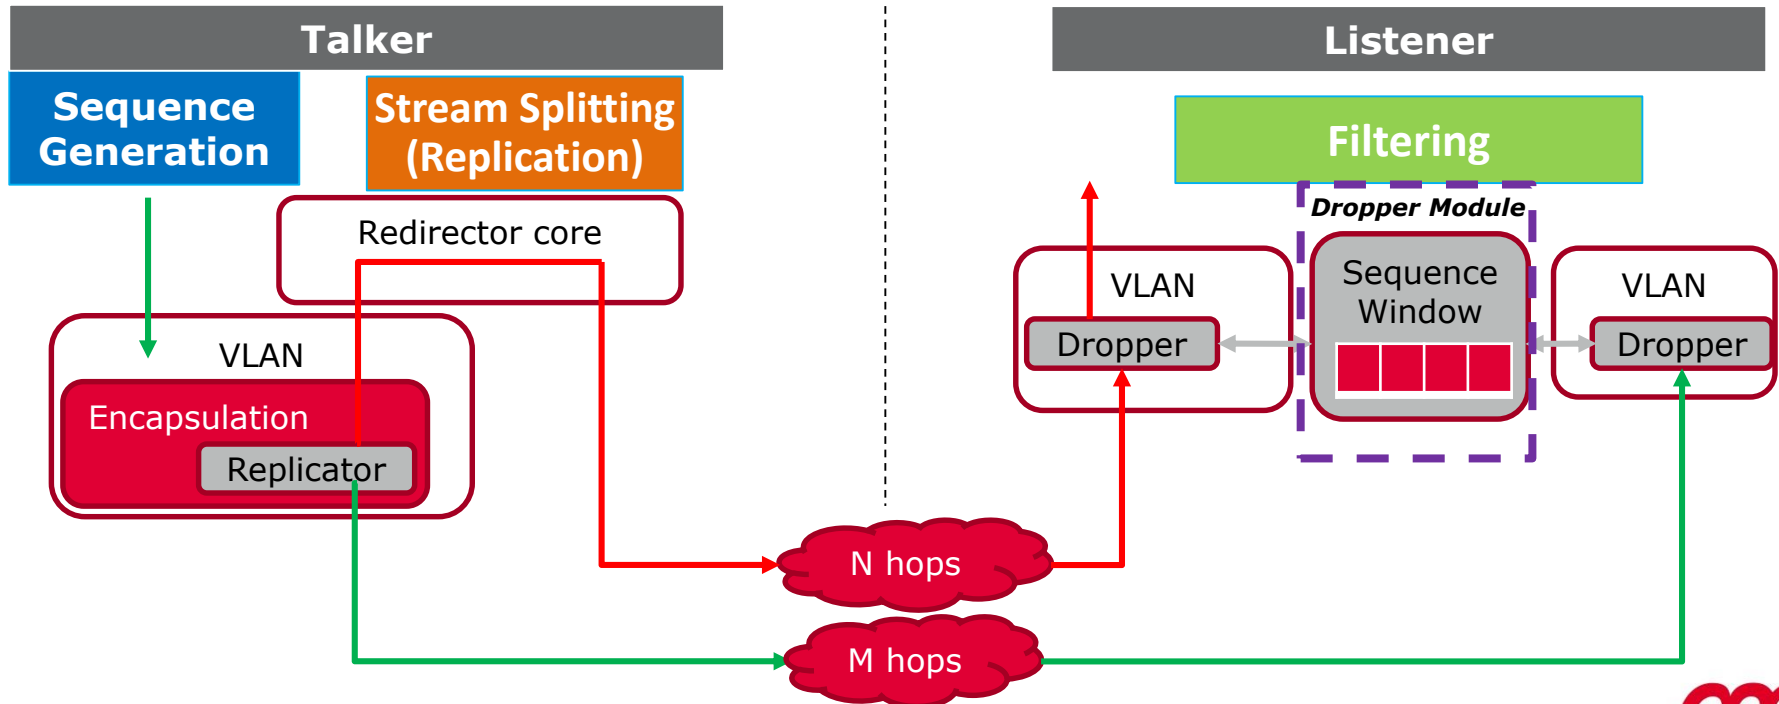 Talker
Sequence
Generation
Stream Splitting
(Replication)
Redirector core
VLAN
Encapsulation
Replicator
N hops
M hops
Listener
Filtering
Dropper Module
VLAN
Dropper
Sequence
Window
VLAN
Dropper